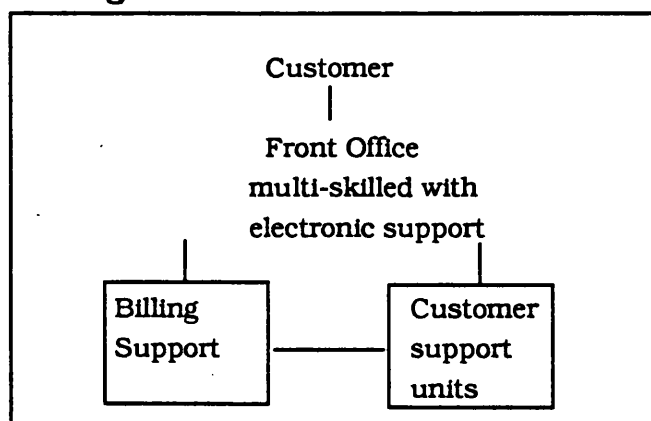 Customer
Front Office
multi-skilled with
electronic support
Billing
Support
Customer
support
units